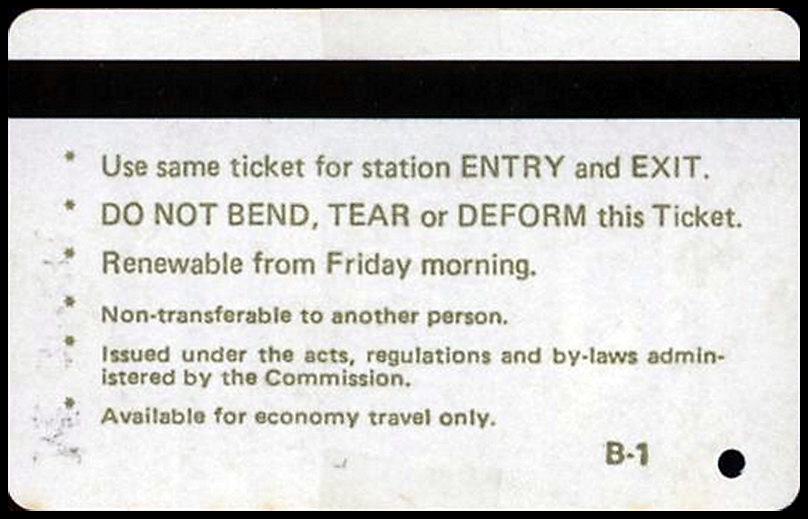 * Use same ticket for station ENTRY and EXIT.
* DO NOT BEND, TEAR or DEFORM this Ticket.
* Renewable from Friday morning.
* Non-transferable to another person.
* Issued under the acts, regulations and by-laws admin-
istered by the Commission.
* Available for economy travel only.
B-1